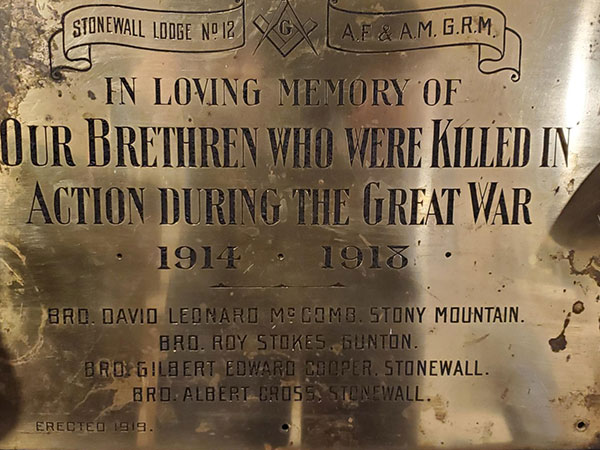 STONEWALL LODGE No 12 G A.F. & A.M. G.R.M.
IN LOVING MEMORY OF
OUR BRETHREN WHO WERE KILLED IN
ACTION DURING THE GREAT WAR
· 1914 · 1918 ·
BRO. DAVID LEONARD McCOMB. STONY MOUNTAIN.
BRO. ROY STOKES, GUNTON.
BRO. GILBERT EDWARD COOPER, STONEWALL.
BRO. ALBERT CROSS, STONEWALL.
ERECTED 1919.